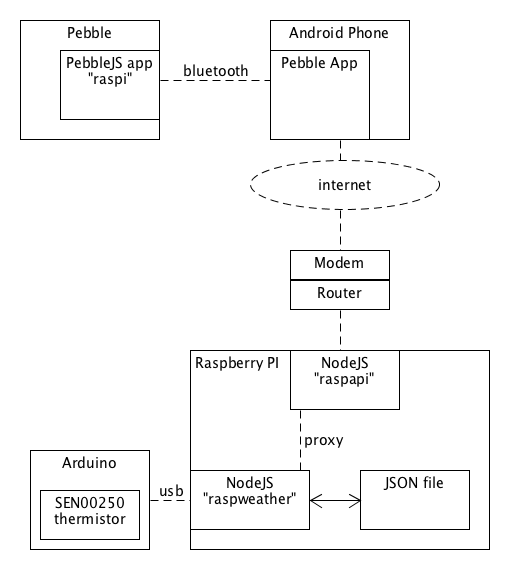 Pebble
PebbleJS app
"raspi"
bluetooth
Android Phone
Pebble App
internet
Modem
Router
Raspberry PI
NodeJS
"raspapi"
proxy
Arduino
SEN00250
thermistor
usb
NodeJS
"raspweather"
JSON file